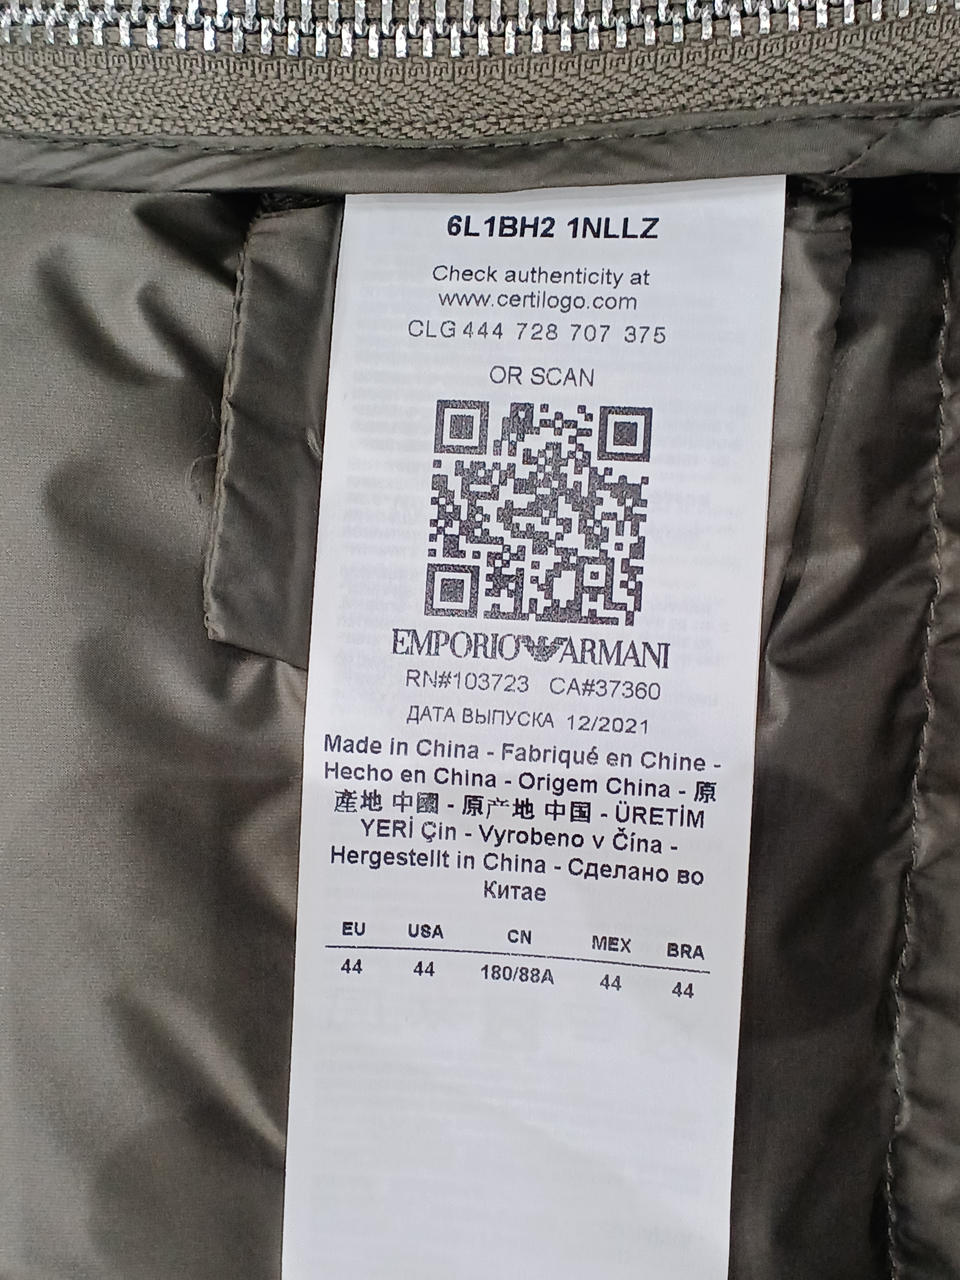 6L1BH2 1NLLZ
Check authenticity at
www.certilogo.com
CLG 444 728 707 375
OR SCAN
EMPORIO ARMANI
RN#103723 CA#37360
ДАТА ВЫПУСКА 12/2021
Made in China - Fabriqué en Chine -
Hecho en China - Origem China - 原
產地 中國 - 原产地 中国 - ÜRETİM
YERİ Çin - Vyrobeno v Čína -
Hergestellt in China - Сделано во
Китае
EU USA CN MEX BRA
44 44 180/88A 44 44